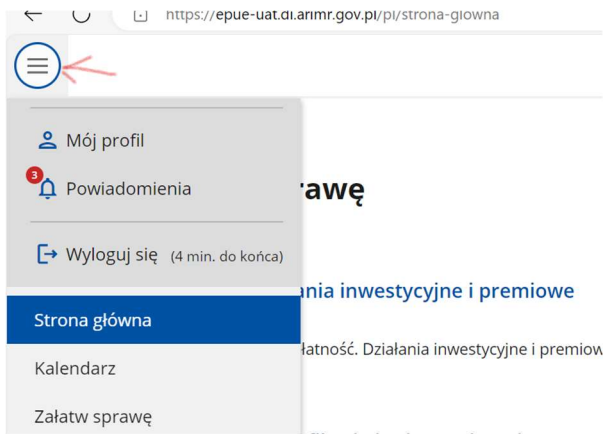 https://epue-uat.di.arimr.gov.pl/pl/strona-glowna
Mój profil
3
Powiadomienia
rawę
Wyloguj się (4 min. do końca)
ania inwestycyjne i premiowe
Strona główna
łatność. Działania inwestycyjne i premiow
Kalendarz
Załatw sprawę